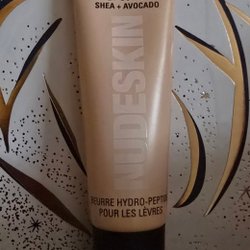 SHEA + AVOCADO
NUDESKIN
BEURRE HYDRO-PEPTIDE
POUR LES LÈVRES